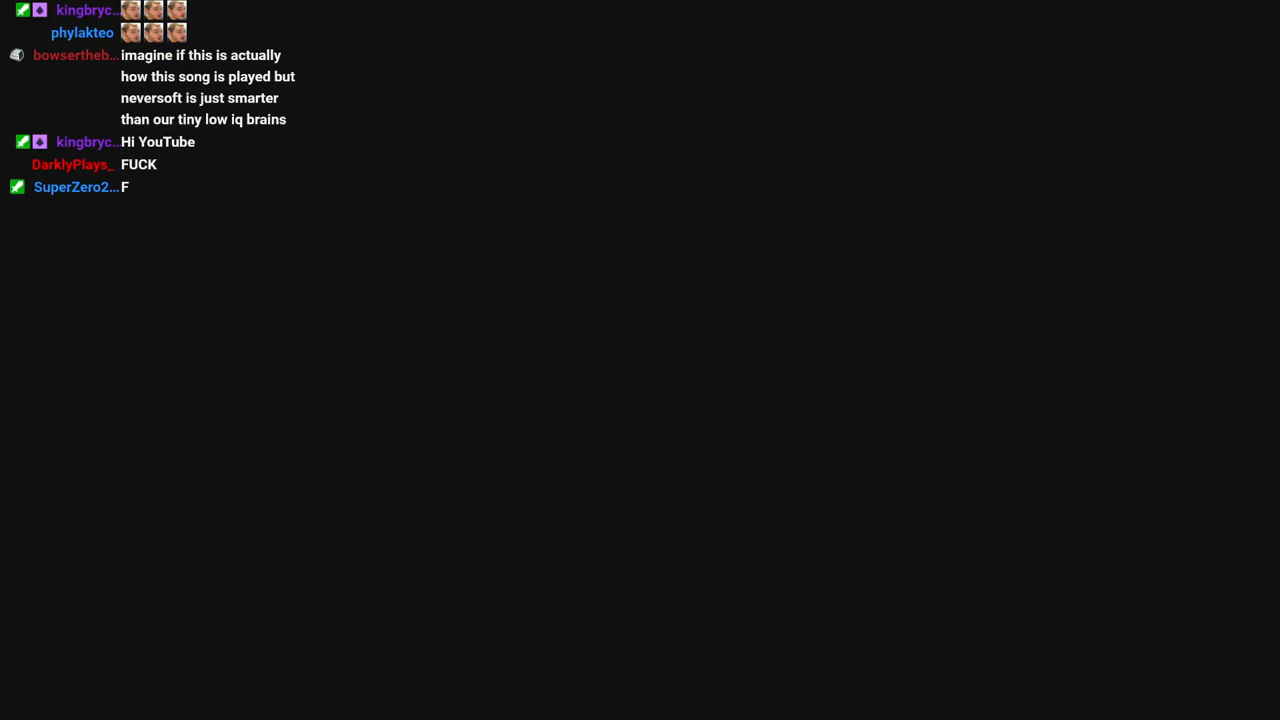 kingbryc...
phylakteo
bowsertheb... imagine if this is actually
how this song is played but
neversoft is just smarter
than our tiny low iq brains
kingbryc... Hi YouTube
DarklyPlays_ FUCK
SuperZero2... F